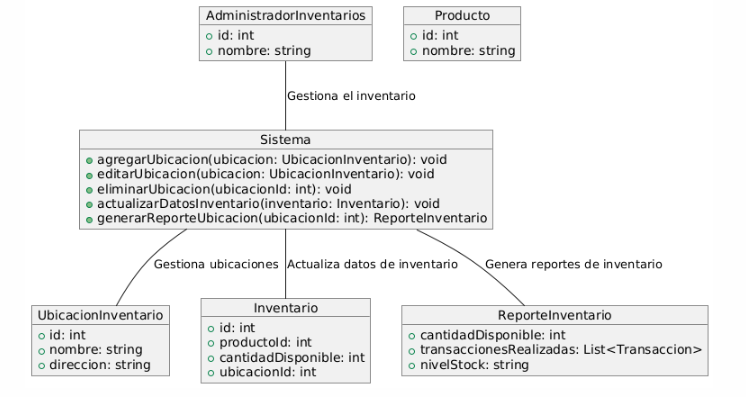 AdministradorInventarios
id: int
nombre: string
Producto
id: int
nombre: string
Gestiona el inventario
Sistema
agregarUbicacion(ubicacion: UbicacionInventario): void
editarUbicacion(ubicacion: UbicacionInventario): void
eliminarUbicacion(ubicacionId: int): void
actualizarDatosInventario(inventario: Inventario): void
generarReporteUbicacion(ubicacionId: int): ReporteInventario
Gestiona ubicaciones
Actualiza datos de inventario
Genera reportes de inventario
UbicacionInventario
id: int
nombre: string
direccion: string
Inventario
id: int
productoId: int
cantidadDisponible: int
ubicacionId: int
ReporteInventario
cantidadDisponible: int
transaccionesRealizadas: List<Transaccion>
nivelStock: string